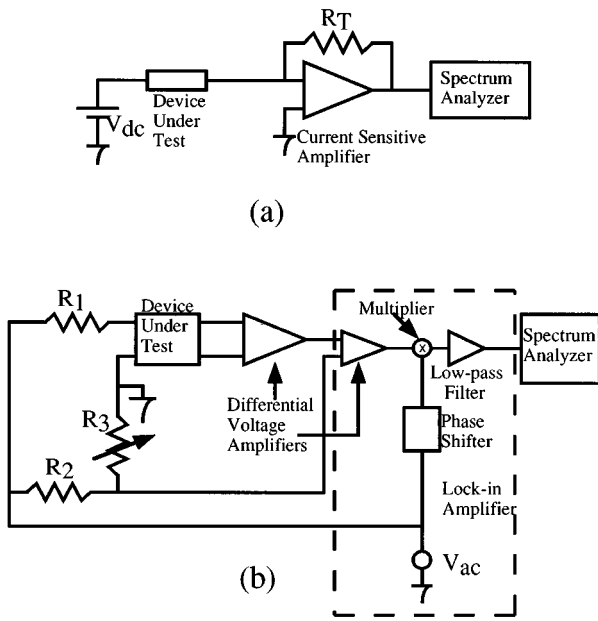 RT
Vdc
Device
Under
Test
Current Sensitive
Amplifier
Spectrum
Analyzer
(a)
R1
Device
Under
Test
Multiplier
x
Low-pass
Filter
Spectrum
Analyzer
Differential
Voltage
Amplifiers
Phase
Shifter
R3
R2
Lock-in
Amplifier
Vac
(b)